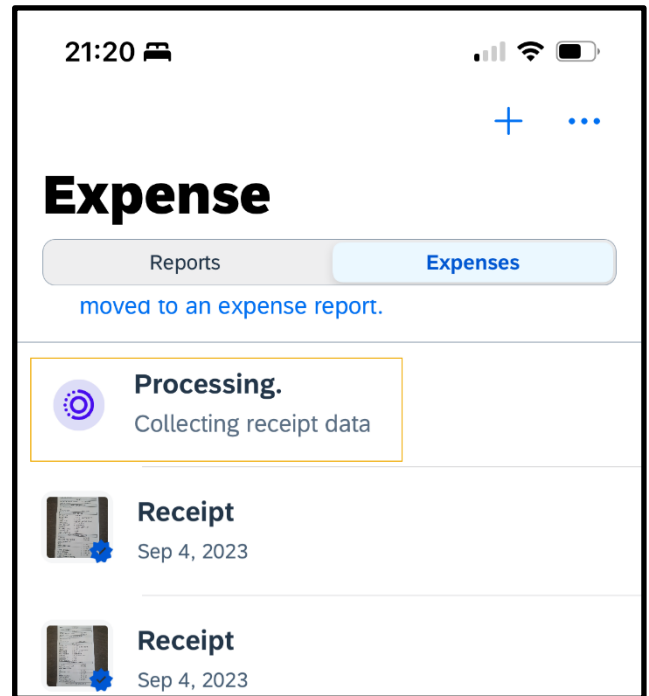 21:20
Expense
Reports
Expenses
moved to an expense report.
Processing.
Collecting receipt data
Receipt
Sep 4, 2023
Receipt
Sep 4, 2023